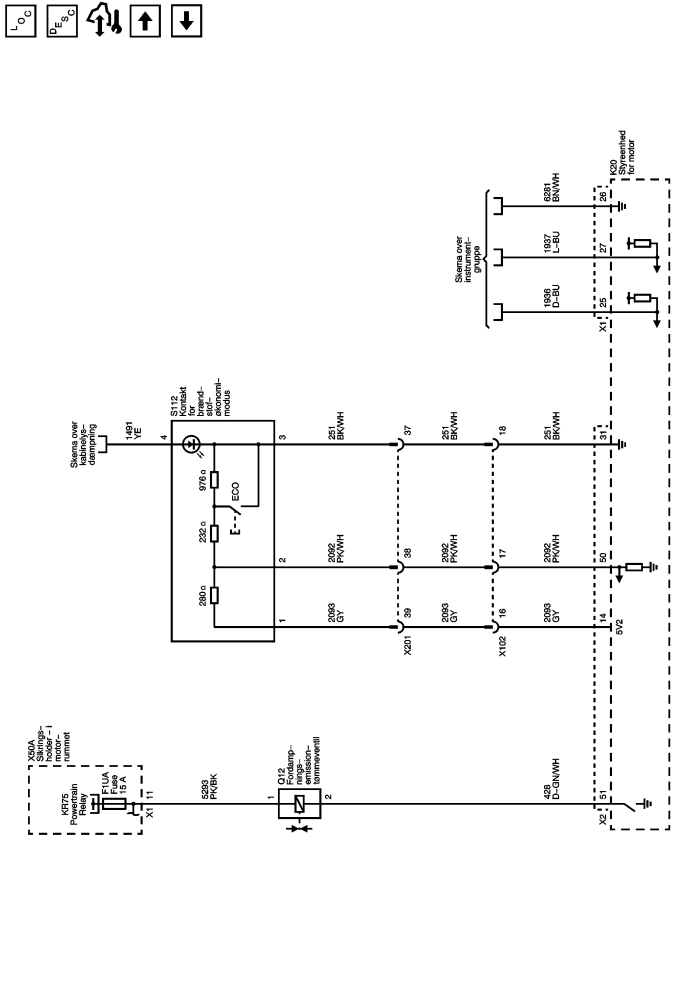 LOC
DESC
K20
Styreenhed
for motor
6281
BN/WH
26
1937
L-BU
27
1936
D-BU
25
X1
Skema over
instrument-
gruppe
Skema over
kabinelys-
dæmpning
1491
YE
4
S112
Kontakt
for
brænd-
stof-
økonomi-
modus
976 Ω
232 Ω
280 Ω
ECO
3
251
BK/WH
37
251
BK/WH
18
251
BK/WH
31
2
2092
PK/WH
38
2092
PK/WH
17
2092
PK/WH
50
1
2093
GY
39
2093
GY
16
2093
GY
14
5V2
X201
X102
X50A
Sikrings-
holder - i
motor-
rummet
KR75
Powertrain
Relay
F1UA
Fuse
15 A
X1
11
5293
PK/BK
Q12
Fordamp-
nings-
emission-
tømmeventil
1
2
428
D-GN/WH
X2
51